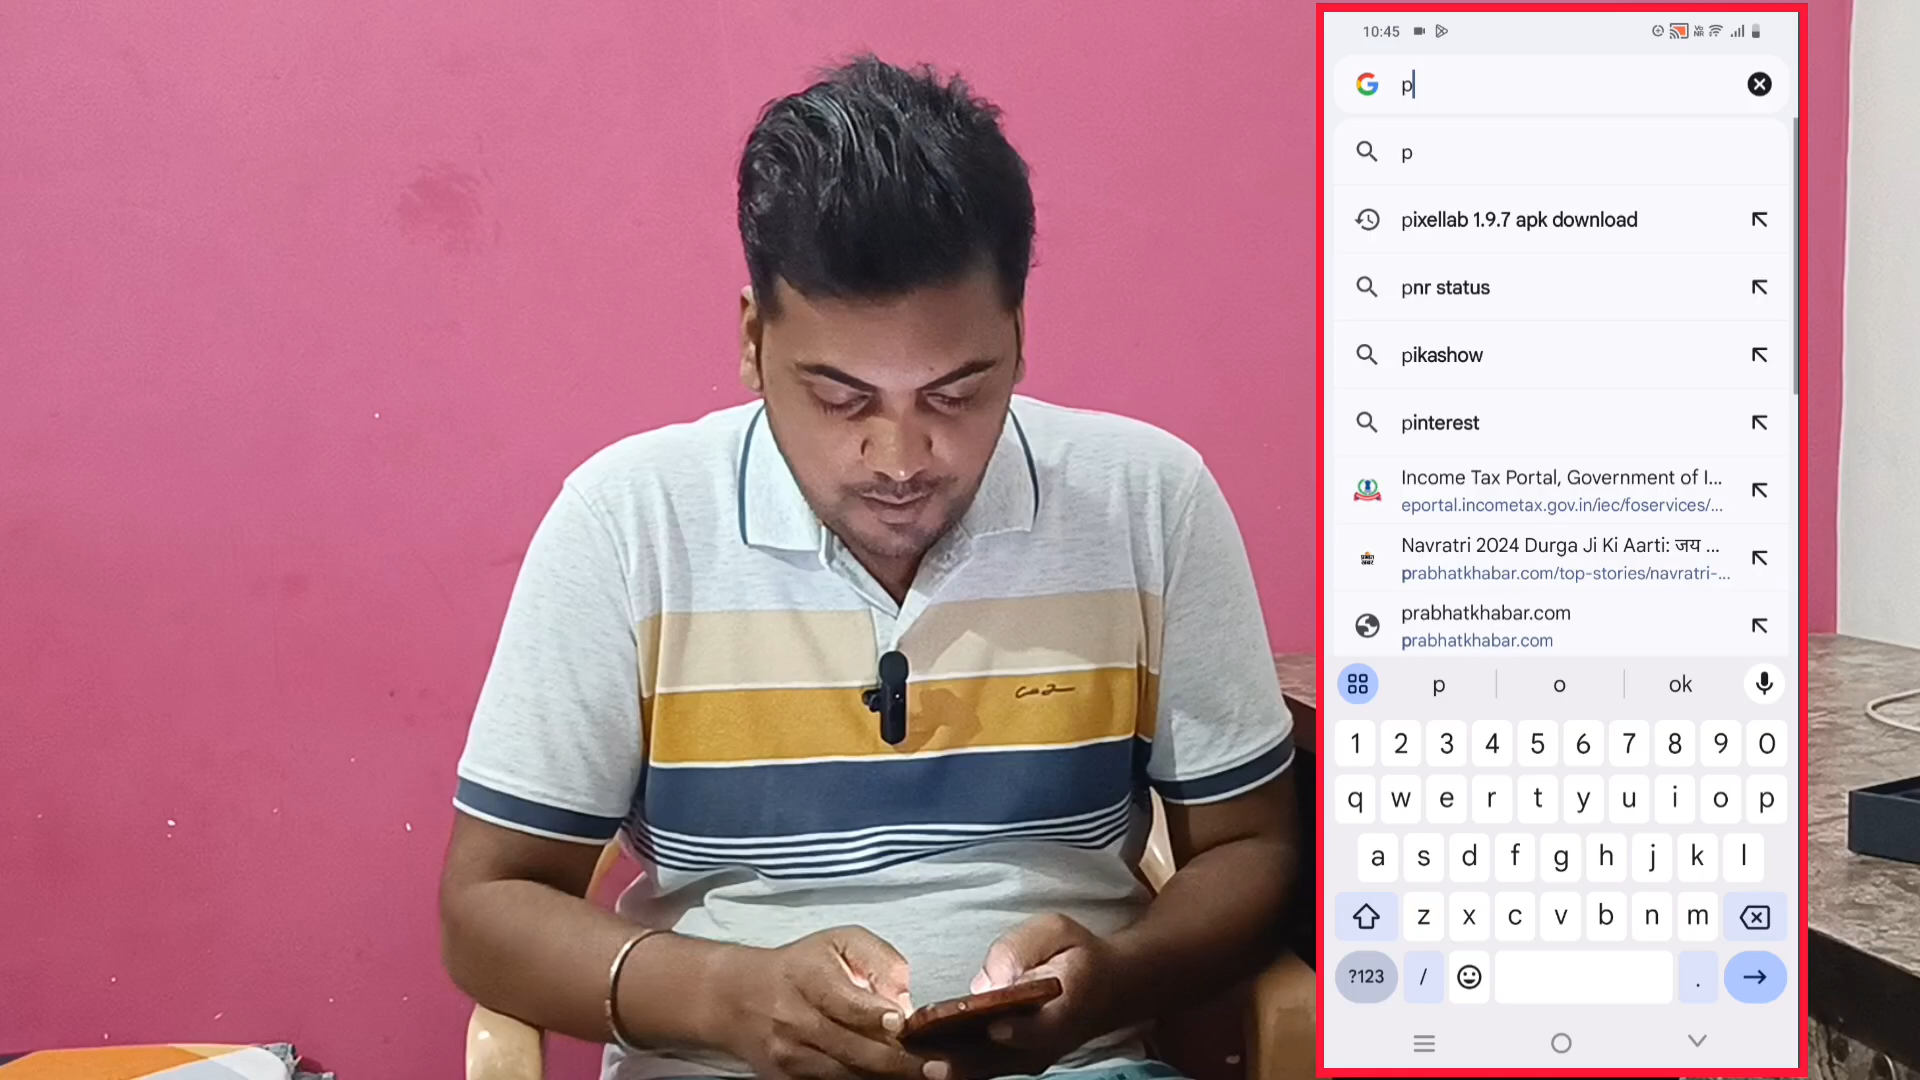 10:45
p
p
pixellab 1.9.7 apk download
pnr status
pikashow
pinterest
Income Tax Portal, Government of I...
eportal.incometax.gov.in/iec/foservices/...
Navratri 2024 Durga Ji Ki Aarti: जय ...
prabhatkhabar.com/top-stories/navratri-...
prabhatkhabar.com
prabhatkhabar.com
p o ok
1 2 3 4 5 6 7 8 9 0
q w e r t y u i o p
a s d f g h j k l
z x c v b n m
?123 / .